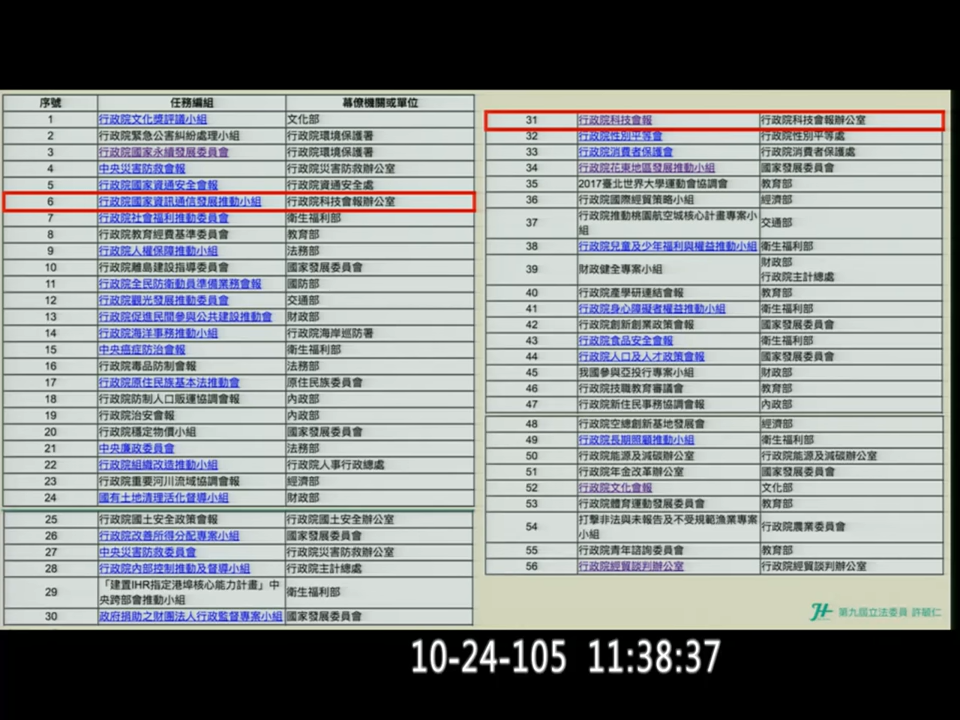 序號 任務編組 幕僚機關或單位
1 行政院文化獎評議小組 文化部
2 行政院緊急公害糾紛處理小組 行政院環境保護署
3 行政院國家永續發展委員會 行政院環境保護署
4 中央災害防救會報 行政院災害防救辦公室
5 行政院國家資通安全會報 行政院資通安全處
6 行政院國家資訊通信發展推動小組 行政院科技會報辦公室
7 行政院社會福利推動委員會 衛生福利部
8 行政院教育經費基準委員會 教育部
9 行政院人權保障推動小組 法務部
10 行政院離島建設指導委員會 國家發展委員會
11 行政院全民防衛動員準備業務會報 國防部
12 行政院觀光發展推動委員會 交通部
13 行政院促進民間參與公共建設推動會 財政部
14 行政院海洋事務推動小組 行政院海岸巡防署
15 中央癌症防治會報 衛生福利部
16 行政院毒品防制會報 法務部
17 行政院原住民族基本法推動會 原住民族委員會
18 行政院防制人口販運協調會報 內政部
19 行政院治安會報 內政部
20 行政院穩定物價小組 國家發展委員會
21 中央廉政委員會 法務部
22 行政院組織改造推動小組 行政院人事行政總處
23 行政院重要河川流域協調會報 經濟部
24 國有土地清理活化督導小組 財政部
25 行政院國土安全政策會報 行政院國土安全辦公室
26 行政院改善所得分配專案小組 國家發展委員會
27 中央災害防救委員會 行政院災害防救辦公室
28 行政院內部控制推動及督導小組 行政院主計總處
29 「建置IHR指定港埠核心能力計畫」中
央跨部會推動小組 衛生福利部
30 政府捐助之財團法人行政監督專案小組 國家發展委員會
31 行政院科技會報 行政院科技會報辦公室
32 行政院性別平等會 行政院性別平等處
33 行政院消費者保護會 行政院消費者保護處
34 行政院花東地區發展推動小組 國家發展委員會
35 2017臺北世界大學運動會協調會 教育部
36 行政院國際經貿策略小組 經濟部
37 行政院推動桃園航空城核心計畫專案小
組 交通部
38 行政院兒童及少年福利與權益推動小組 衛生福利部
39 財政健全專案小組 財政部
行政院主計總處
40 行政院產學研連結會報 教育部
41 行政院身心障礙者權益推動小組 衛生福利部
42 行政院創新創業政策會報 國家發展委員會
43 行政院食品安全會報 衛生福利部
44 行政院人口及人才政策會報 國家發展委員會
45 我國參與亞投行專案小組 財政部
46 行政院技職教育審議會 教育部
47 行政院新住民事務協調會報 內政部
48 行政院空總創新基地發展會 經濟部
49 行政院長期照顧推動小組 衛生福利部
50 行政院能源及減碳辦公室 行政院能源及減碳辦公室
51 行政院年金改革辦公室 國家發展委員會
52 行政院文化會報 文化部
53 行政院體育運動發展委員會 教育部
54 打擊非法與未報告及不受規範漁業專案
小組 行政院農業委員會
55 行政院青年諮詢委員會 教育部
56 行政院經貿談判辦公室 行政院經貿談判辦公室
第九屆立法委員 許毓仁
10-24-105 11:38:37